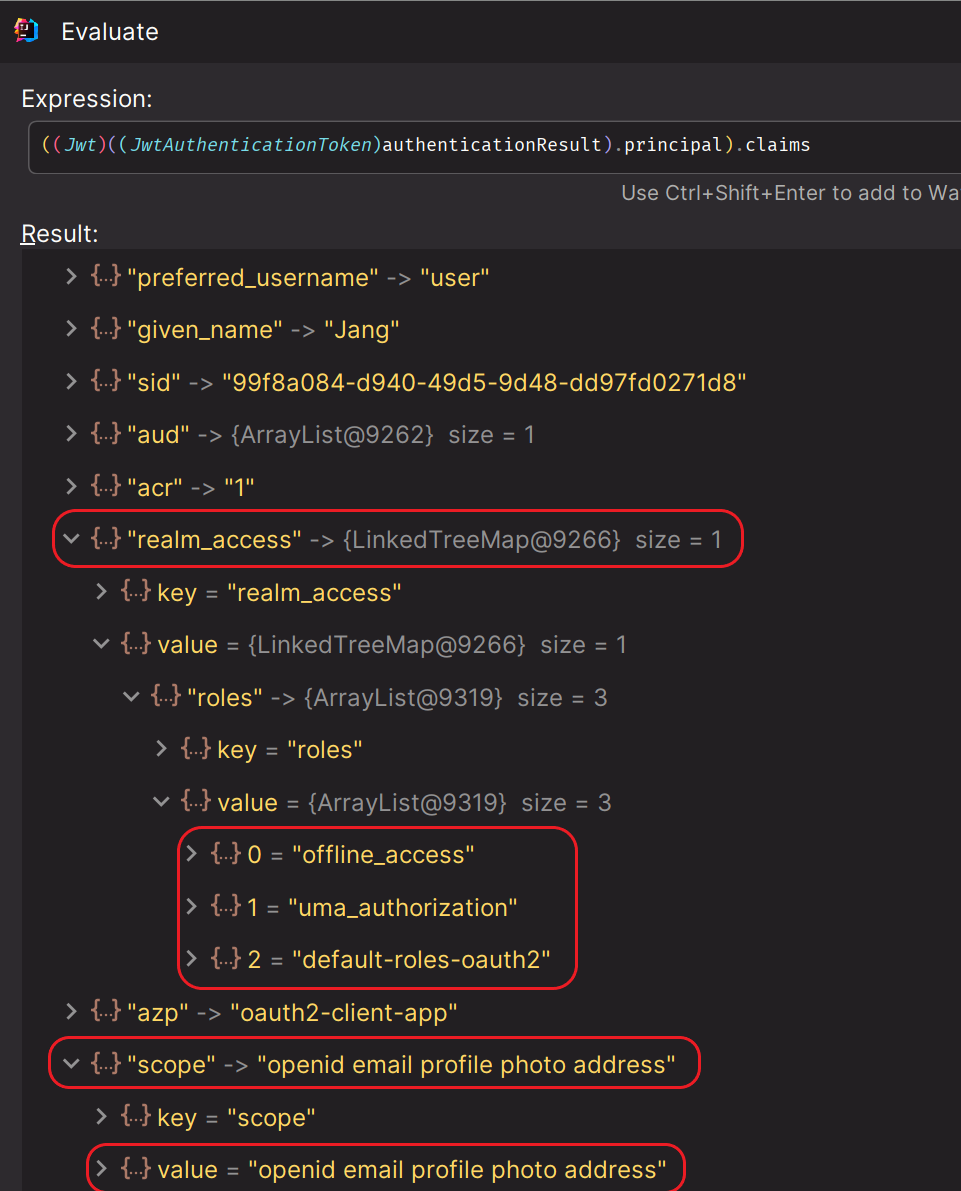 Evaluate
Expression:
((Jwt)((JwtAuthenticationToken)authenticationResult).principal).claims
Use Ctrl+Shift+Enter to add to Wa
Result:
{...} "preferred_username" -> "user"
{...} "given_name" -> "Jang"
{...} "sid" -> "99f8a084-d940-49d5-9d48-dd97fd0271d8"
{...} "aud" -> {ArrayList@9262} size = 1
{...} "acr" -> "1"
{...} "realm_access" -> {LinkedTreeMap@9266} size = 1
{...} key = "realm_access"
{...} value = {LinkedTreeMap@9266} size = 1
{...} "roles" -> {ArrayList@9319} size = 3
{...} key = "roles"
{...} value = {ArrayList@9319} size = 3
{...} 0 = "offline_access"
{...} 1 = "uma_authorization"
{...} 2 = "default-roles-oauth2"
{...} "azp" -> "oauth2-client-app"
{...} "scope" -> "openid email profile photo address"
{...} key = "scope"
{...} value = "openid email profile photo address"